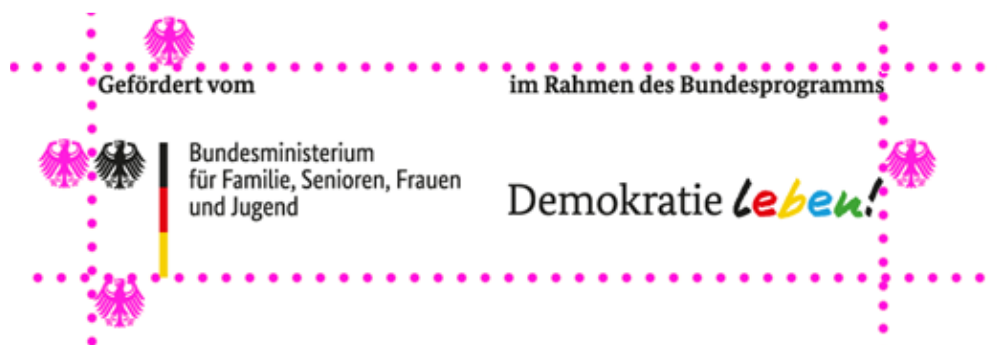 Gefördert vom
im Rahmen des Bundesprogramms
Bundesministerium
für Familie, Senioren, Frauen
und Jugend
Demokratie leben!